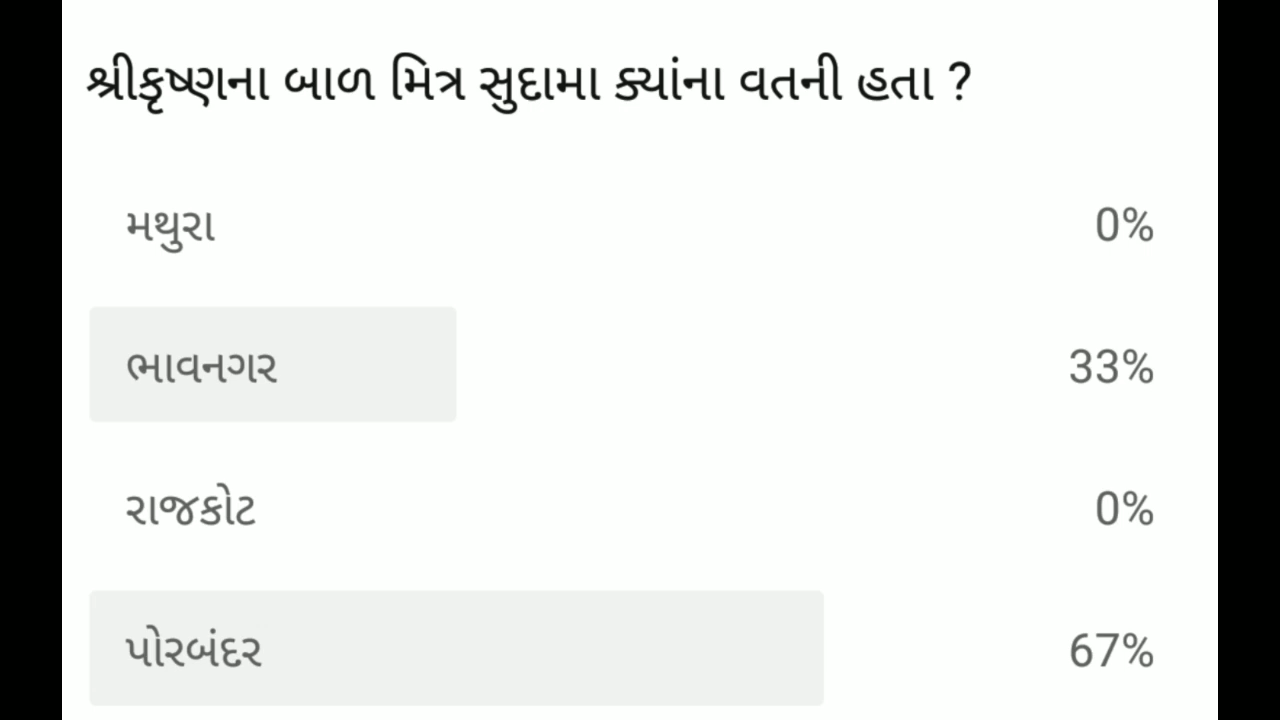 શ્રીકૃષ્ણના બાળ મિત્ર સુદામા ક્યાંના વતની હતા ?
મથુરા 0%
ભાવનગર 33%
રાજકોટ 0%
પોરબંદર 67%